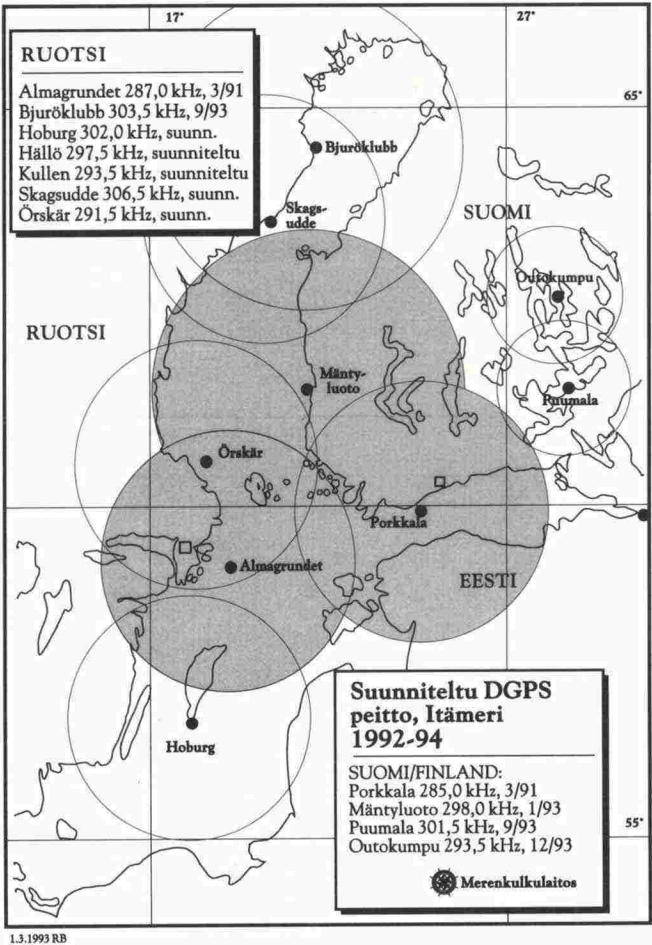 17°
27°
RUOTSI
Almagrundet 287,0 kHz, 3/91
Bjuröklubb 303,5 kHz, 9/93
Hoburg 302,0 kHz, suunn.
Hällö 297,5 kHz, suunniteltu
Kullen 293,5 kHz, suunniteltu
Skagsudde 306,5 kHz, suunn.
Örskär 291,5 kHz, suunn.
65°
Bjuröklubb
Skags-
udde
SUOMI
Outokumpu
RUOTSI
Mänty-
luoto
Puumala
Örskär
Porkkala
Almagrundet
EESTI
Hoburg
Suunniteltu DGPS
peitto, Itämeri
1992-94
SUOMI/FINLAND:
Porkkala 285,0 kHz, 3/91
Mäntyluoto 298,0 kHz, 1/93
Puumala 301,5 kHz, 9/93
Outokumpu 293,5 kHz, 12/93
Merenkulkulaitos
55°
1.3.1993 RB